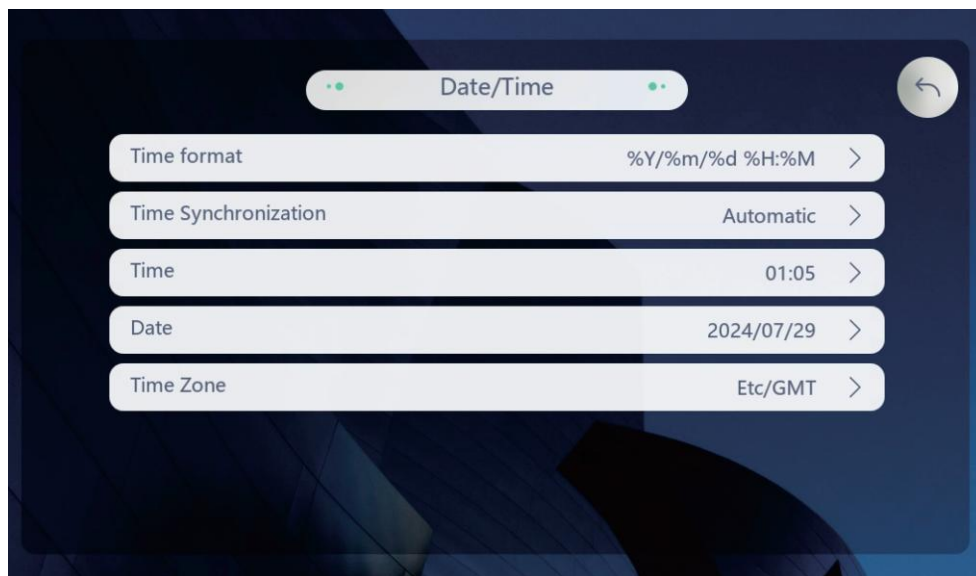 Date/Time
Time format %Y/%m/%d %H:%M
Time Synchronization Automatic
Time 01:05
Date 2024/07/29
Time Zone Etc/GMT